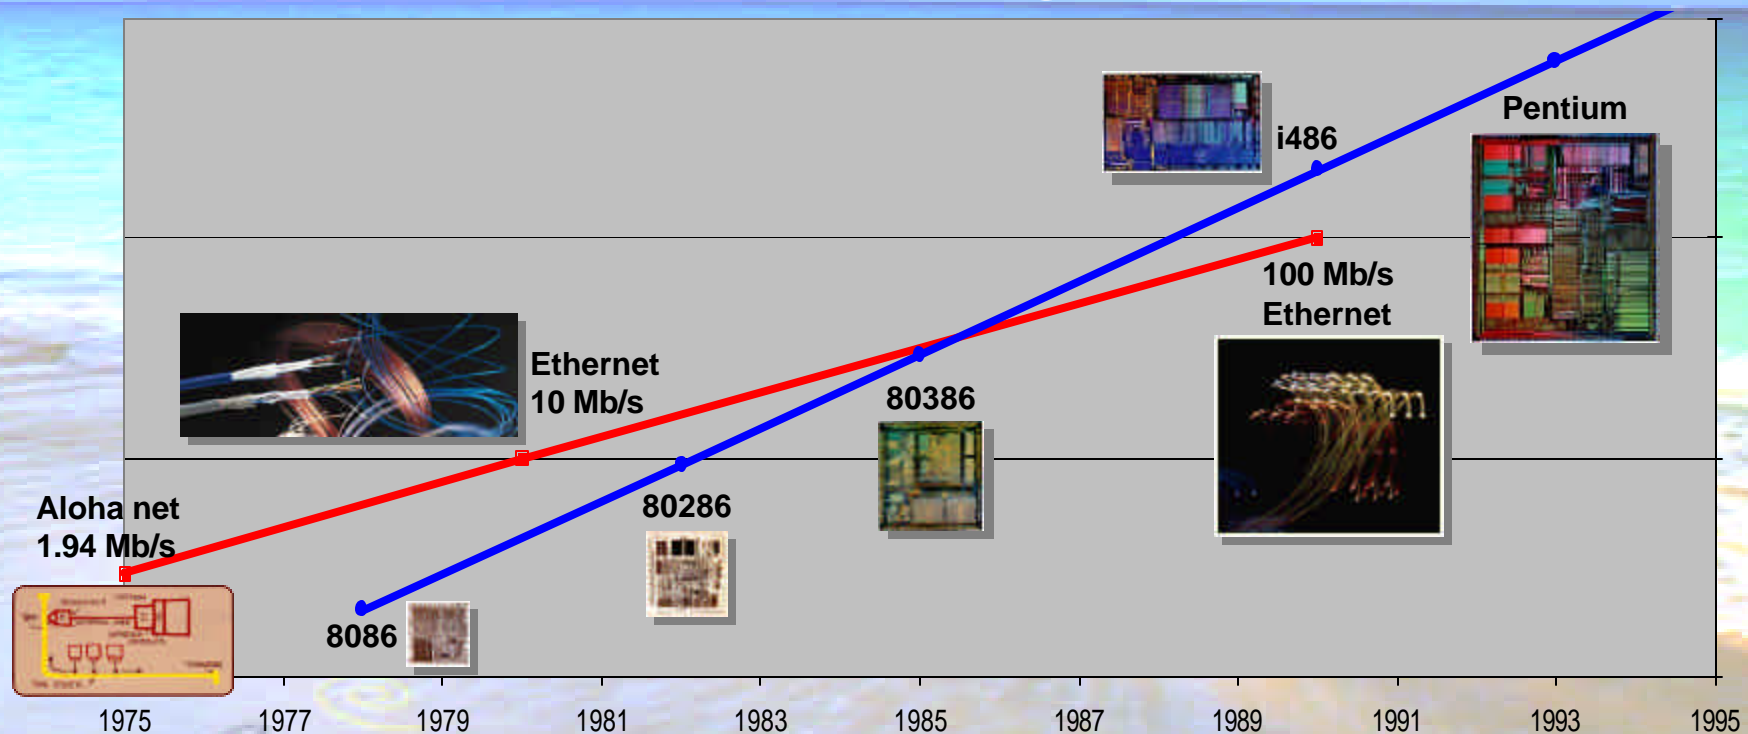 Pentium
i486
100 Mb/s
Ethernet
Ethernet
10 Mb/s
80386
Aloha net
1.94 Mb/s
80286
8086
1975 1977 1979 1981 1983 1985 1987 1989 1991 1993 1995